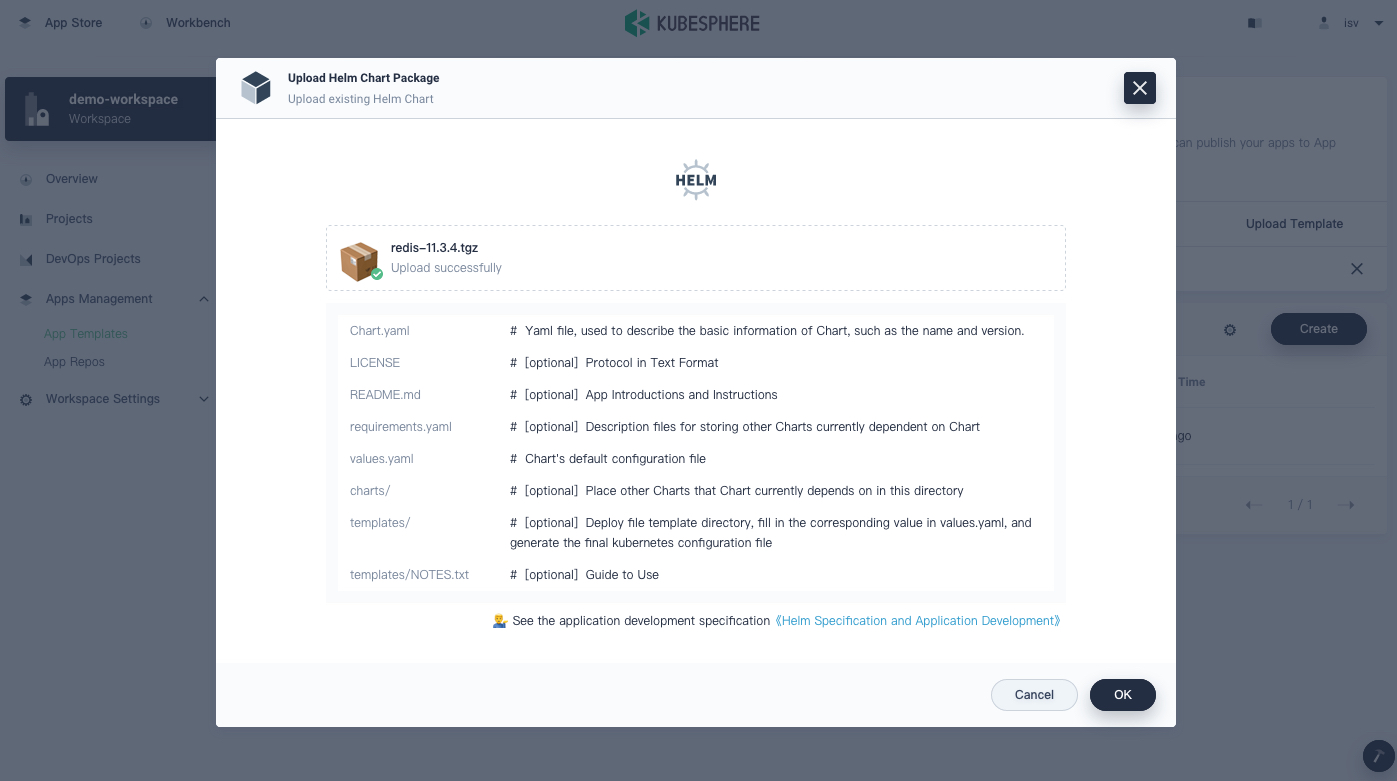 App Store
Workbench
KUBESPHERE
isv
demo-workspace
Workspace
Overview
Projects
DevOps Projects
Apps Management
App Templates
App Repos
Workspace Settings
can publish your apps to App
Upload Template
Create
Time
ago
1 / 1
Upload Helm Chart Package
Upload existing Helm Chart
HELM
redis-11.3.4.tgz
Upload successfully
Chart.yaml # Yaml file, used to describe the basic information of Chart, such as the name and version.
LICENSE # [optional] Protocol in Text Format
README.md # [optional] App Introductions and Instructions
requirements.yaml # [optional] Description files for storing other Charts currently dependent on Chart
values.yaml # Chart's default configuration file
charts/ # [optional] Place other Charts that Chart currently depends on in this directory
templates/ # [optional] Deploy file template directory, fill in the corresponding value in values.yaml, and
generate the final kubernetes configuration file
templates/NOTES.txt # [optional] Guide to Use
See the application development specification 《Helm Specification and Application Development》
Cancel
OK